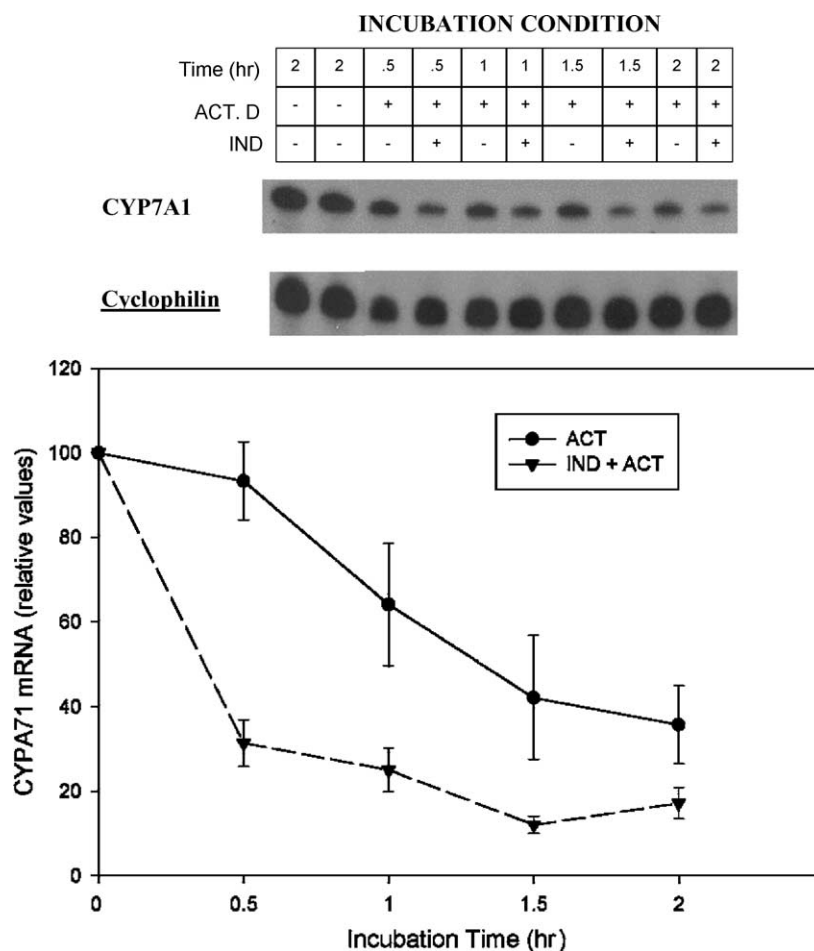 INCUBATION CONDITION
Time (hr) 2 2 .5 .5 1 1 1.5 1.5 2 2
ACT. D - - + + + + + + + +
IND - - - + - + - + - +
CYP7A1
Cyclophilin
120
100
80
60
40
20
0
CYPA71 mRNA (relative values)
ACT
IND + ACT
0 0.5 1 1.5 2
Incubation Time (hr)